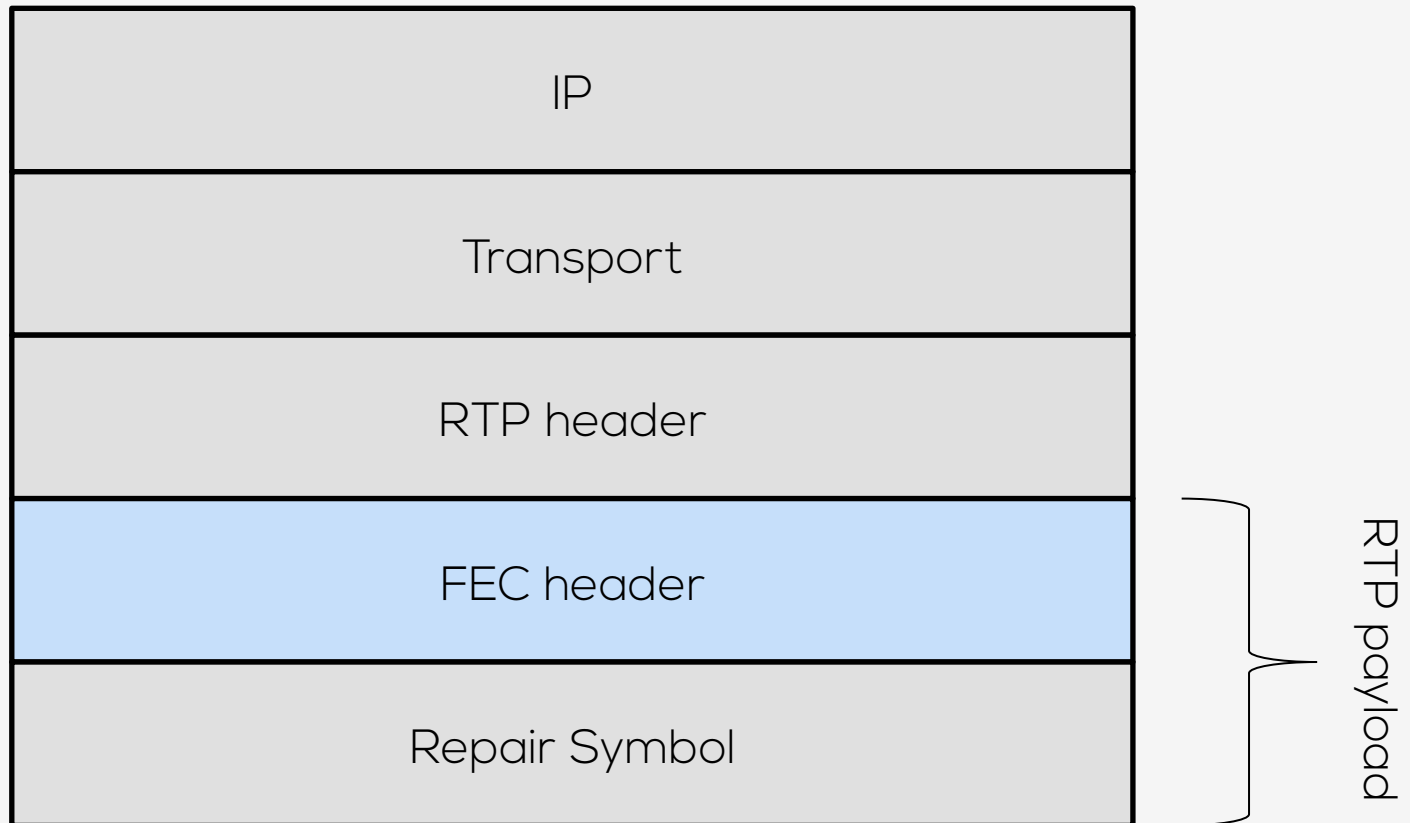 IP
Transport
RTP header
FEC header
Repair Symbol
RTP payload